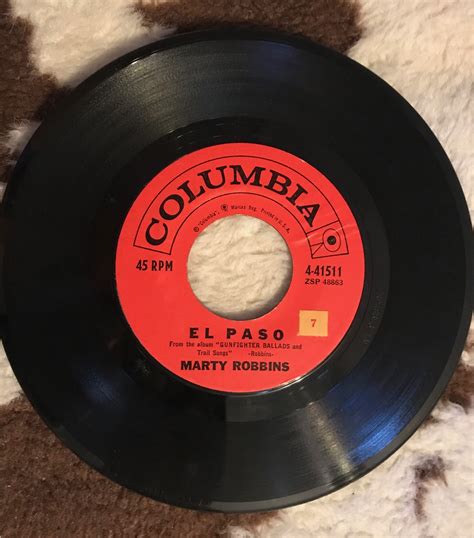 COLUMBIA
® "Columbia", ® Marcas Reg. Printed in U.S.A.
45 RPM
4-41511
ZSP 48863
7
EL PASO
From the album "GUNFIGHTER BALLADS and
Trail Songs" -Robbins-
MARTY ROBBINS